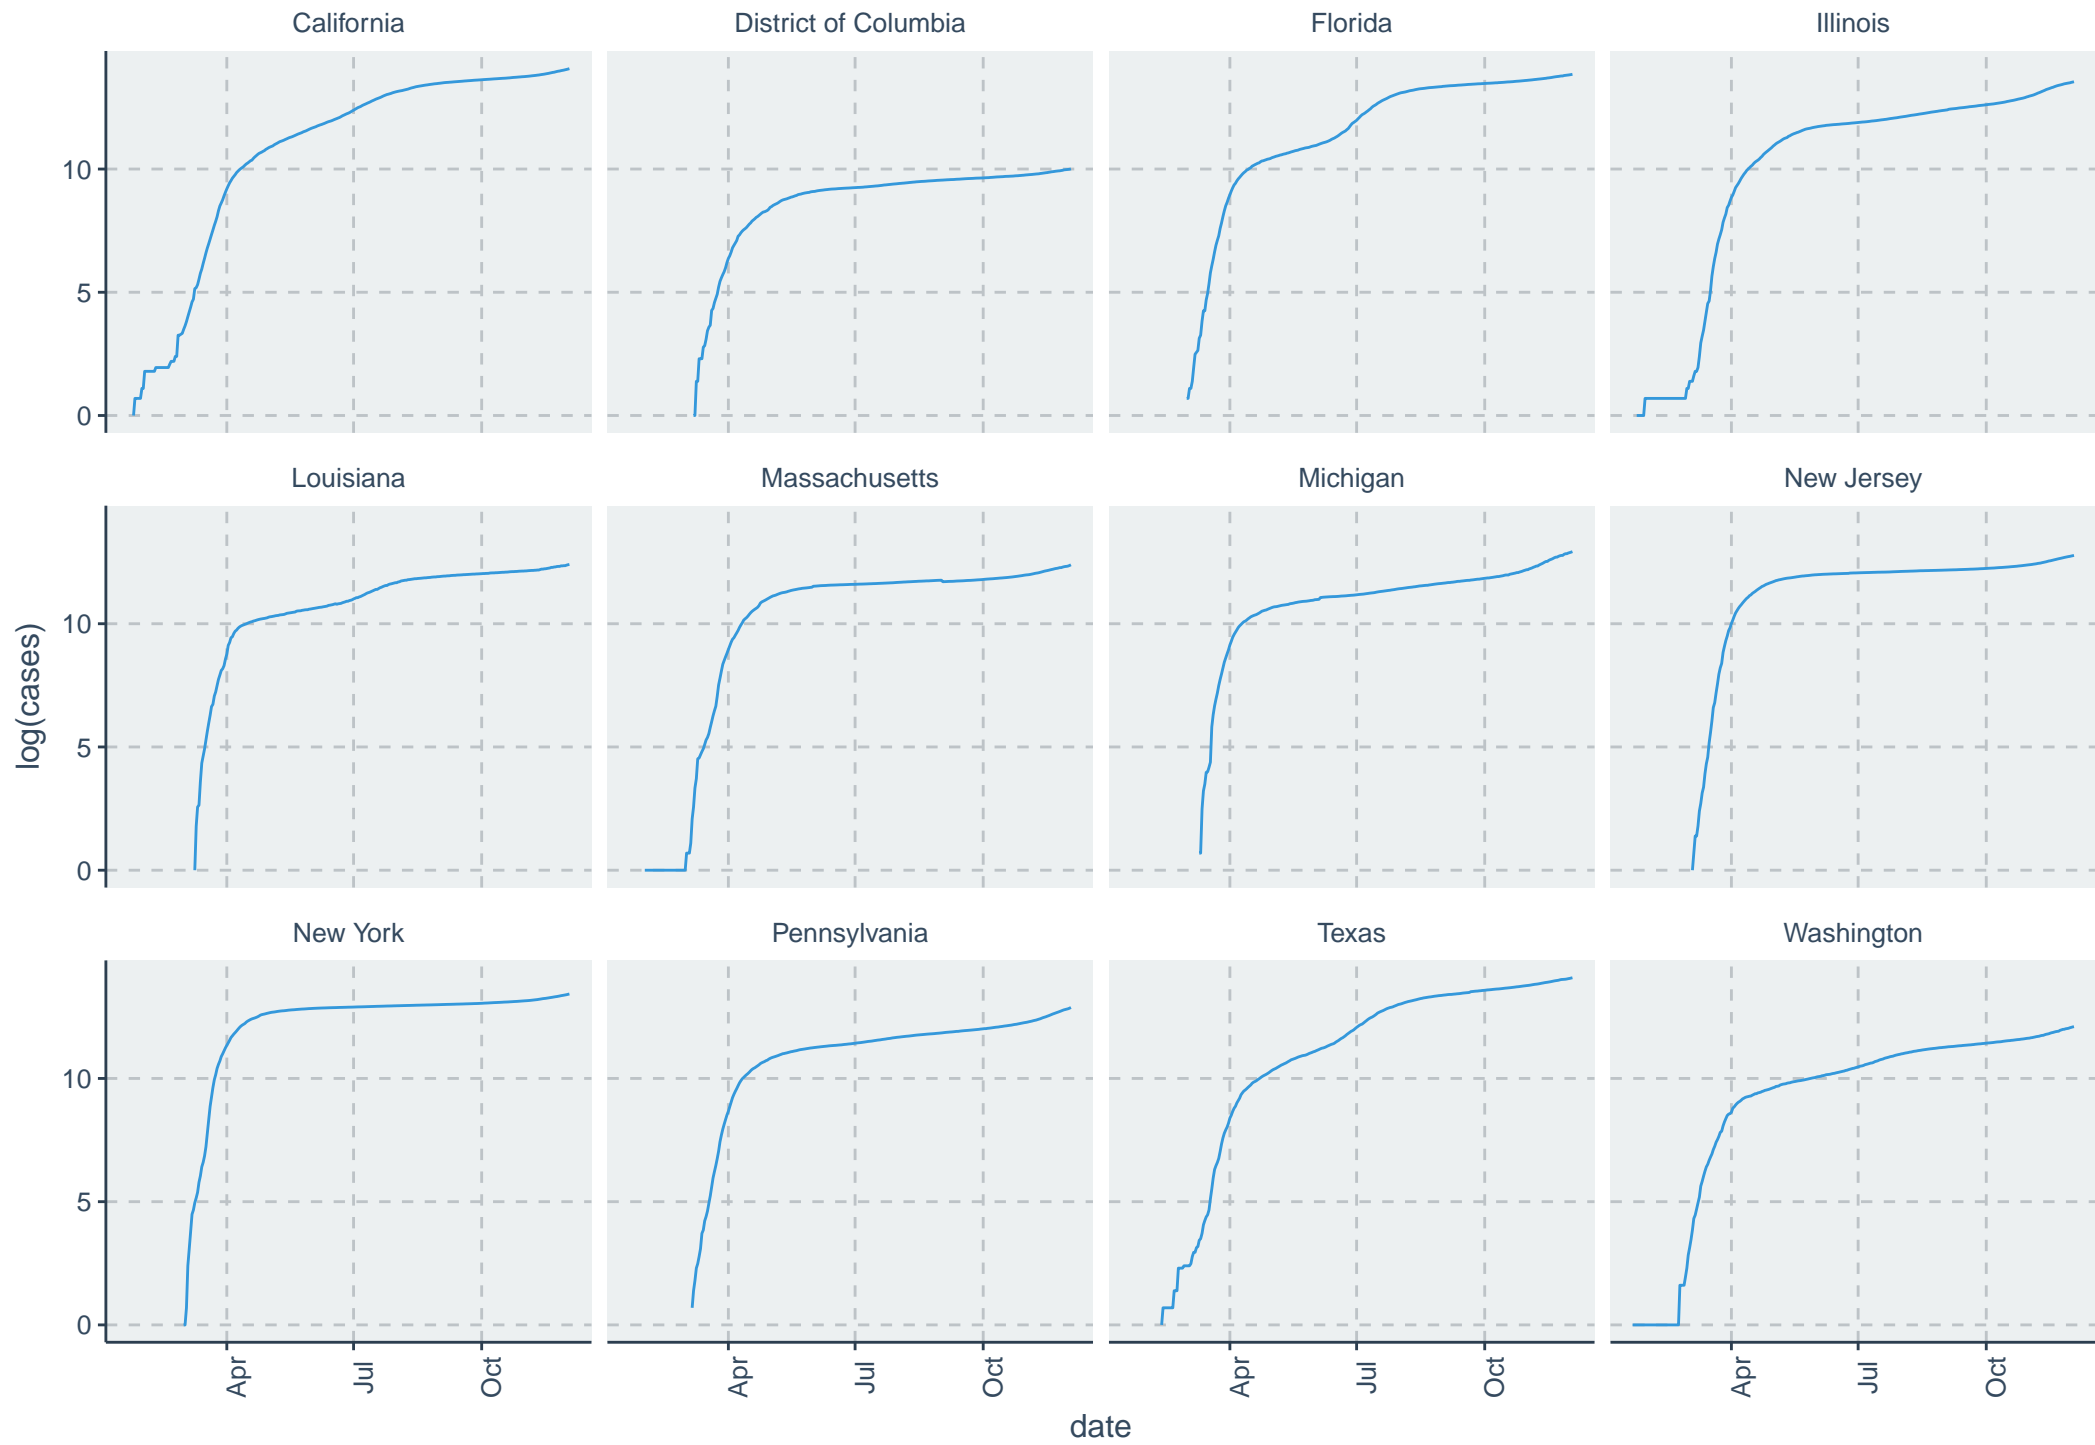 California
District of Columbia
Florida
Illinois
10
5
0
Louisiana
Massachusetts
Michigan
New Jersey
10
5
0
New York
Pennsylvania
Texas
Washington
10
5
0
Apr
Jul
Oct
Apr
Jul
Oct
Apr
Jul
Oct
Apr
Jul
Oct
log(cases)
date